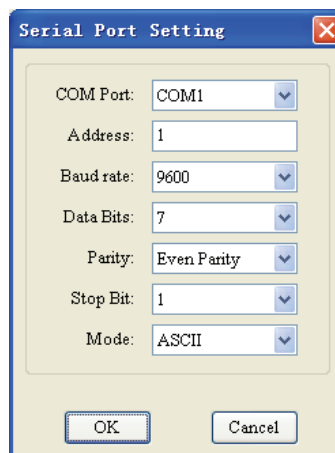 Serial Port Setting
COM Port: COM1
Address: 1
Baud rate: 9600
Data Bits: 7
Parity: Even Parity
Stop Bit: 1
Mode: ASCII
OK Cancel